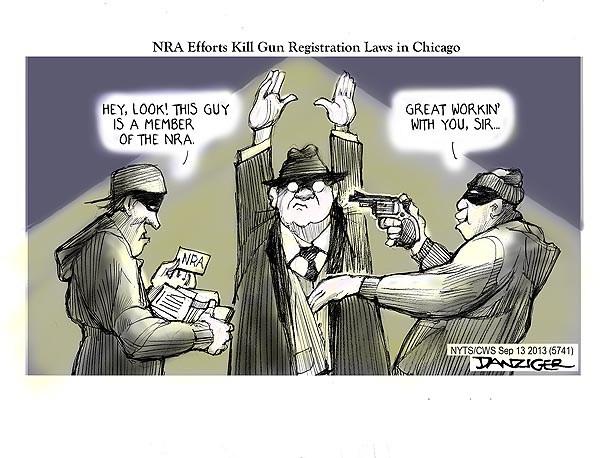 NRA Efforts Kill Gun Registration Laws in Chicago
HEY, LOOK! THIS GUY
IS A MEMBER
OF THE NRA.
GREAT WORKIN'
WITH YOU, SIR...
NRA
NYTS/CWS Sep 13 2013 (5741)
DANZIGER